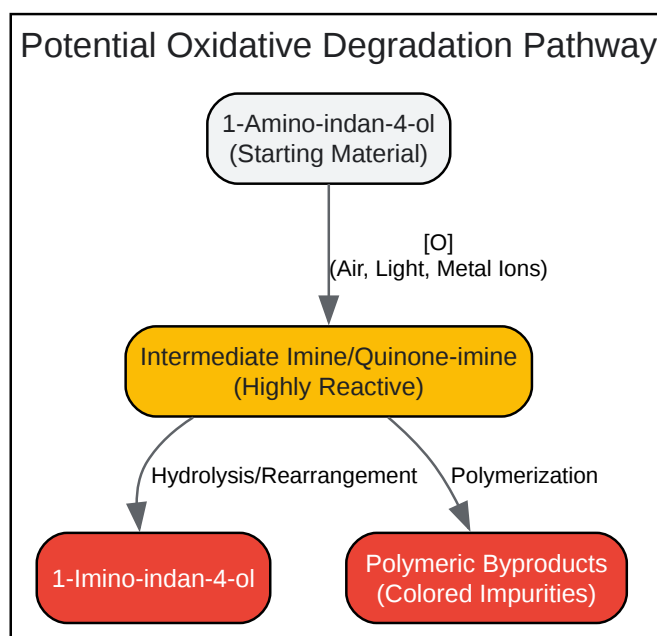 Potential Oxidative Degradation Pathway
1-Amino-indan-4-ol
(Starting Material)
[O]
(Air, Light, Metal Ions)
Intermediate Imine/Quinone-imine
(Highly Reactive)
Hydrolysis/Rearrangement
Polymerization
1-Imino-indan-4-ol
Polymeric Byproducts
(Colored Impurities)